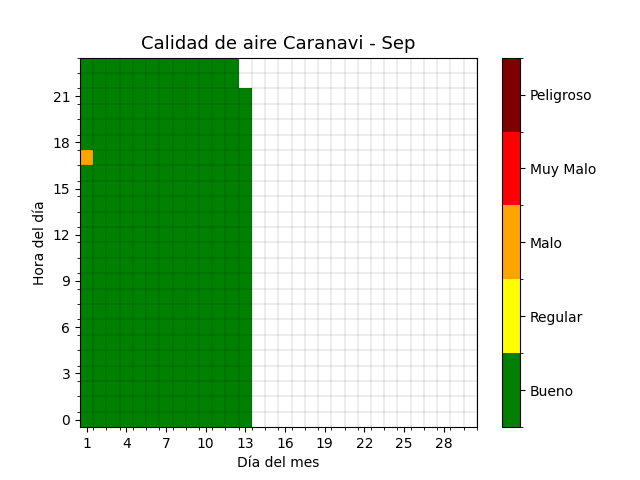 Calidad de aire Caranavi - Sep
21
18
15
12
9
6
3
0
Hora del día
1 4 7 10 13 16 19 22 25 28
Día del mes
Peligroso
Muy Malo
Malo
Regular
Bueno